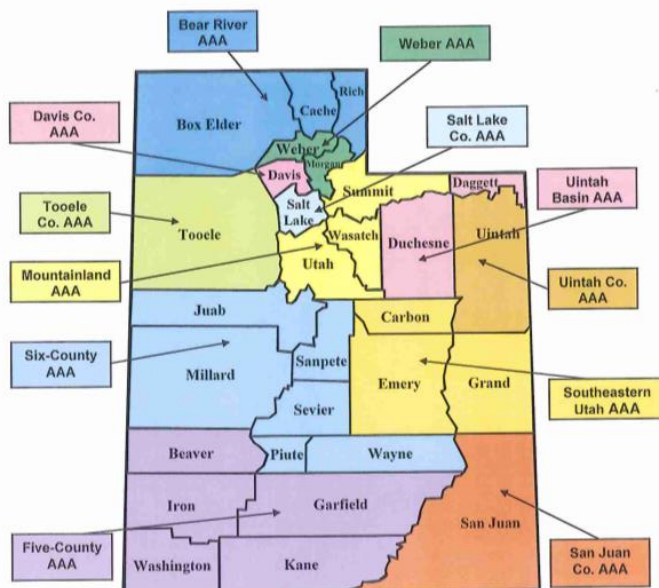 Bear River
AAA
Weber AAA
Davis Co.
AAA
Salt Lake
Co. AAA
Box Elder
Cache
Rich
Weber
Morgan
Davis
Summit
Daggett
Uintah
Basin AAA
Tooele
Co. AAA
Salt
Lake
Tooele
Wasatch
Duchesne
Uintah
Mountainland
AAA
Utah
Uintah Co.
AAA
Juab
Carbon
Six-County
AAA
Millard
Sanpete
Emery
Grand
Southeastern
Utah AAA
Sevier
Beaver
Piute
Wayne
Iron
Garfield
San Juan
Five-County
AAA
Washington
Kane
San Juan
Co. AAA